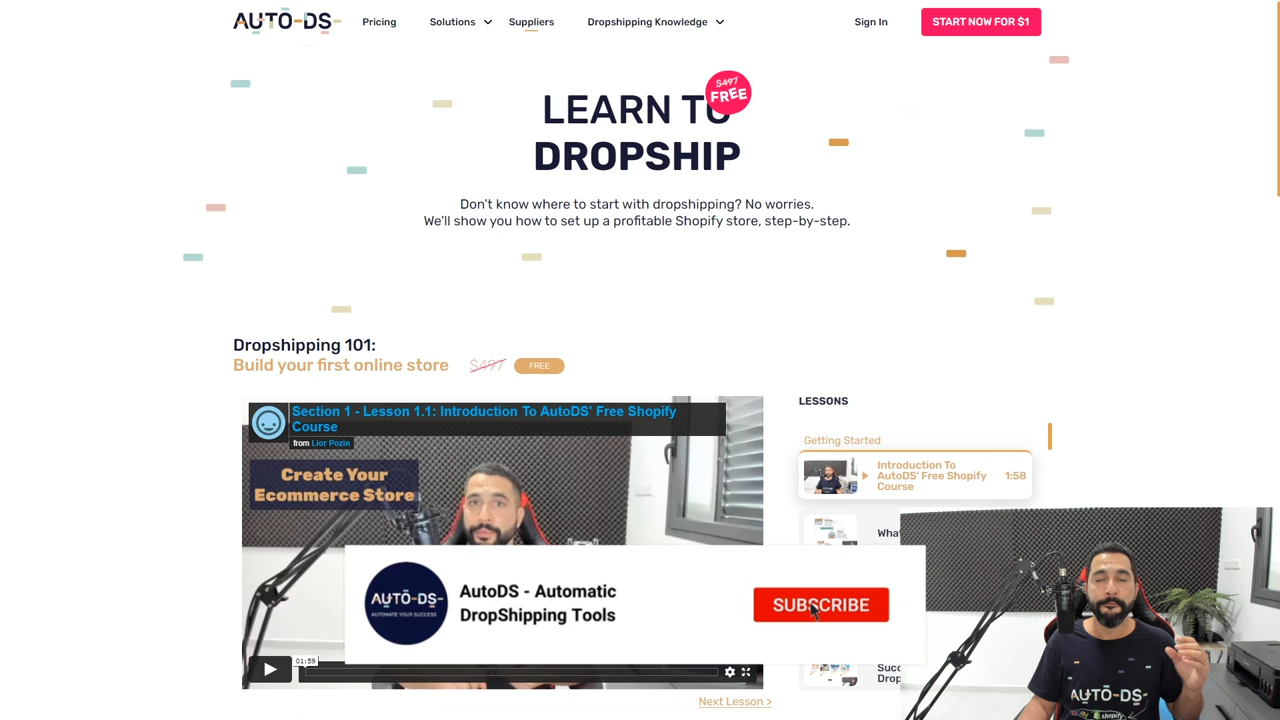 AUTO-DS
Pricing
Solutions
Suppliers
Dropshipping Knowledge
Sign In
START NOW FOR $1
$497
FREE
LEARN TO
DROPSHIP
Don't know where to start with dropshipping? No worries.
We'll show you how to set up a profitable Shopify store, step-by-step.
Dropshipping 101:
Build your first online store
$497
FREE
Section 1 - Lesson 1.1: Introduction To AutoDS' Free Shopify
Course
from Lior Pozin
Create Your
Ecommerce Store
LESSONS
Getting Started
Introduction To
AutoDS' Free Shopify
Course
1:58
AUTO-DS
AUTOMATE YOUR SUCCESS
AutoDS - Automatic
DropShipping Tools
SUBSCRIBE
01:59
Next Lesson >
AUTO-DS
shopify